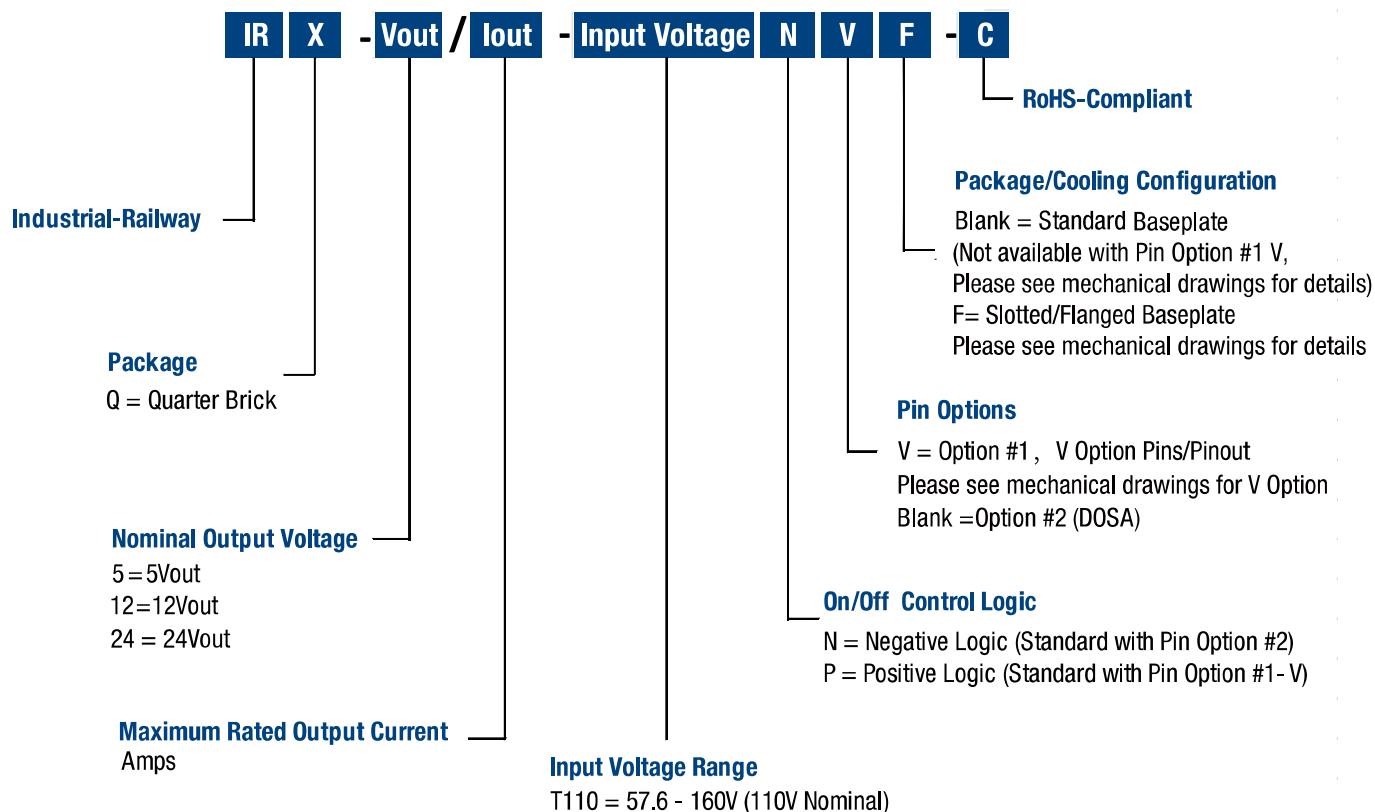 IR X - Vout / Iout - Input Voltage N V F - C
RoHS-Compliant
Package/Cooling Configuration
Blank = Standard Baseplate
(Not available with Pin Option #1 V,
Please see mechanical drawings for details)
F= Slotted/Flanged Baseplate
Please see mechanical drawings for details
Industrial-Railway
Package
Q = Quarter Brick
Pin Options
V = Option #1, V Option Pins/Pinout
Please see mechanical drawings for V Option
Blank =Option #2 (DOSA)
Nominal Output Voltage
5=5Vout
12=12Vout
24 = 24Vout
On/Off Control Logic
N = Negative Logic (Standard with Pin Option #2)
P = Positive Logic (Standard with Pin Option #1- V)
Maximum Rated Output Current
Amps
Input Voltage Range
T110 = 57.6 - 160V (110V Nominal)